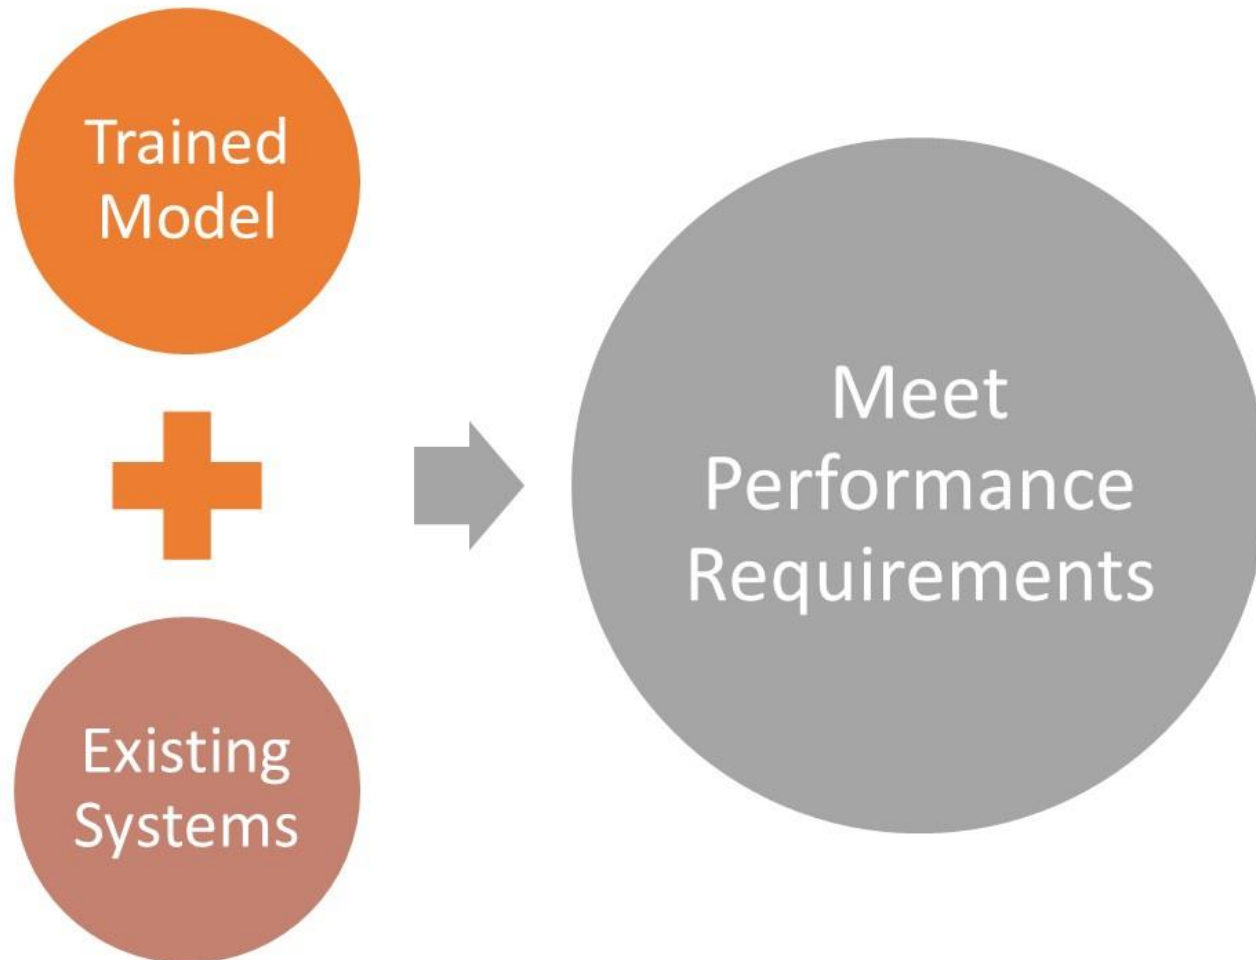 Trained
Model
Existing
Systems
Meet
Performance
Requirements